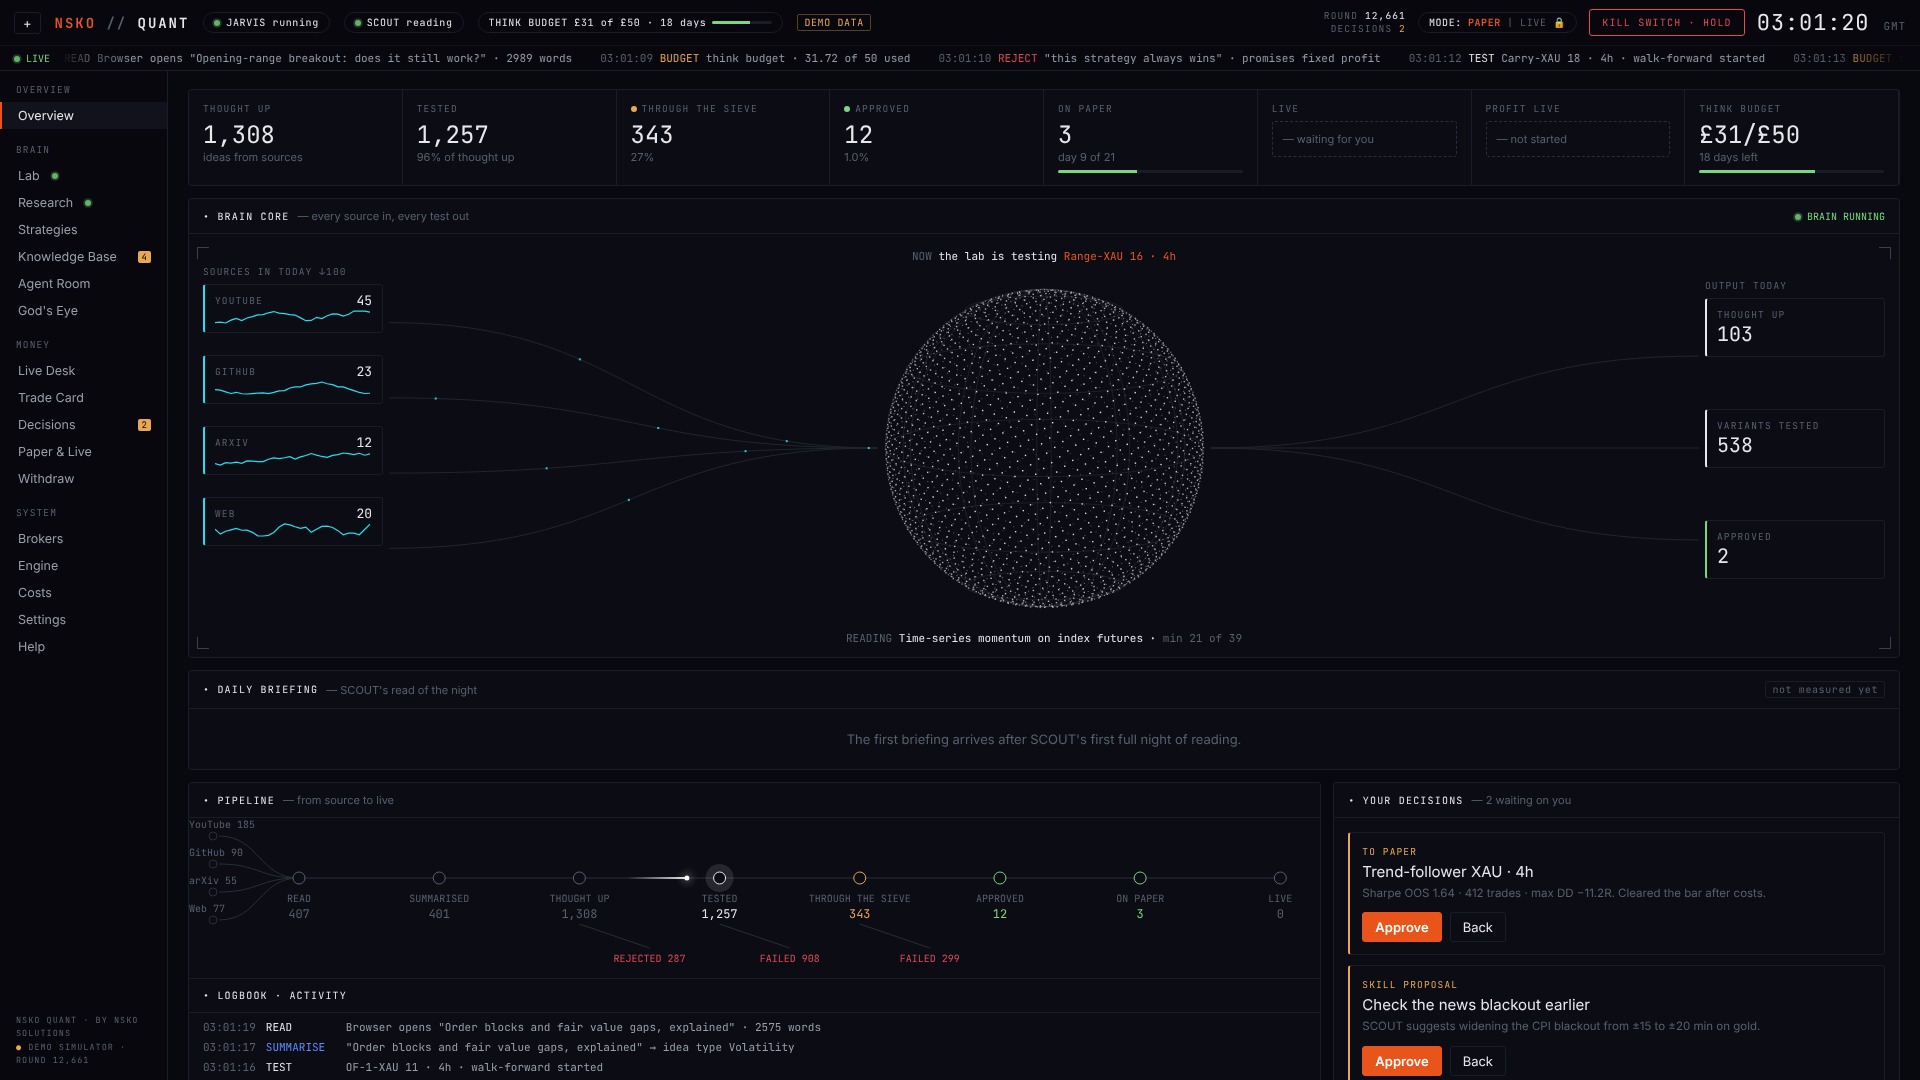 + NSKO // QUANT JARVIS running SCOUT reading THINK BUDGET £31 of £50 · 18 days DEMO DATA
ROUND 12,661
DECISIONS 2
MODE: PAPER | LIVE 🔒 KILL SWITCH · HOLD 03:01:20 GMT
LIVE READ Browser opens "Opening-range breakout: does it still work?" · 2989 words 03:01:09 BUDGET think budget · 31.72 of 50 used 03:01:10 REJECT "this strategy always wins" · promises fixed profit 03:01:12 TEST Carry-XAU 18 · 4h · walk-forward started 03:01:13 BUDGET
OVERVIEW
Overview
BRAIN
Lab
Research
Strategies
Knowledge Base 4
Agent Room
God's Eye
MONEY
Live Desk
Trade Card
Decisions 2
Paper & Live
Withdraw
SYSTEM
Brokers
Engine
Costs
Settings
Help
NSKO QUANT · BY NSKO
SOLUTIONS
DEMO SIMULATOR ·
ROUND 12,661
THOUGHT UP
1,308
ideas from sources
TESTED
1,257
96% of thought up
THROUGH THE SIEVE
343
27%
APPROVED
12
1.0%
ON PAPER
3
day 9 of 21
LIVE
— waiting for you
PROFIT LIVE
— not started
THINK BUDGET
£31/£50
18 days left
· BRAIN CORE — every source in, every test out
BRAIN RUNNING
NOW the lab is testing Range-XAU 16 · 4h
SOURCES IN TODAY ↓100
YOUTUBE 45
GITHUB 23
ARXIV 12
WEB 20
OUTPUT TODAY
THOUGHT UP
103
VARIANTS TESTED
538
APPROVED
2
READING Time-series momentum on index futures · min 21 of 39
· DAILY BRIEFING — SCOUT's read of the night
not measured yet
The first briefing arrives after SCOUT's first full night of reading.
· PIPELINE — from source to live
YouTube 185
GitHub 90
arXiv 55
Web 77
READ
407
SUMMARISED
401
THOUGHT UP
1,308
TESTED
1,257
THROUGH THE SIEVE
343
APPROVED
12
ON PAPER
3
LIVE
0
REJECTED 287
FAILED 908
FAILED 299
· LOGBOOK · ACTIVITY
03:01:19 READ Browser opens "Order blocks and fair value gaps, explained" · 2575 words
03:01:17 SUMMARISE "Order blocks and fair value gaps, explained" → idea type Volatility
03:01:16 TEST OF-1-XAU 11 · 4h · walk-forward started
· YOUR DECISIONS — 2 waiting on you
TO PAPER
Trend-follower XAU · 4h
Sharpe OOS 1.64 · 412 trades · max DD −11.2R. Cleared the bar after costs.
Approve Back
SKILL PROPOSAL
Check the news blackout earlier
SCOUT suggests widening the CPI blackout from ±15 to ±20 min on gold.
Approve Back